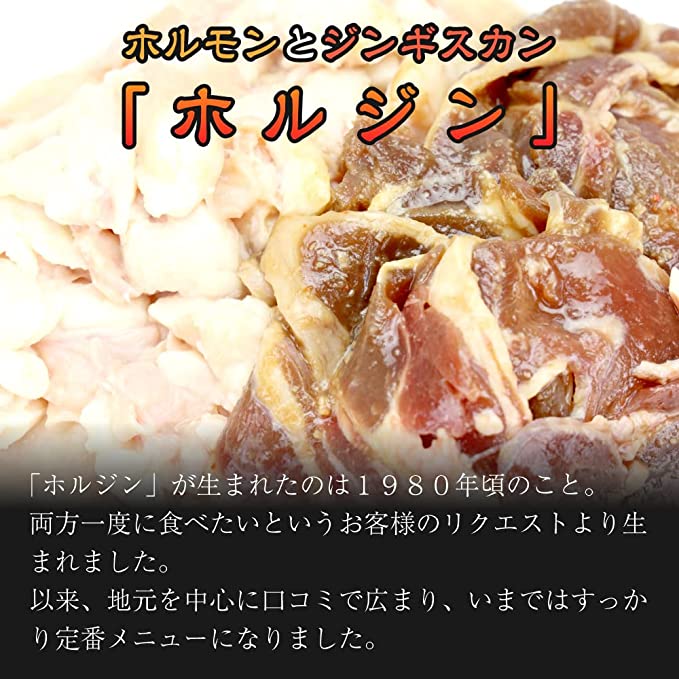 ホルモンとジンギスカン
「ホルジン」
「ホルジン」が生まれたのは１９８０年頃のこと。
両方一度に食べたいというお客様のリクエストより生
まれました。
以来、地元を中心に口コミで広まり、いまではすっか
り定番メニューになりました。